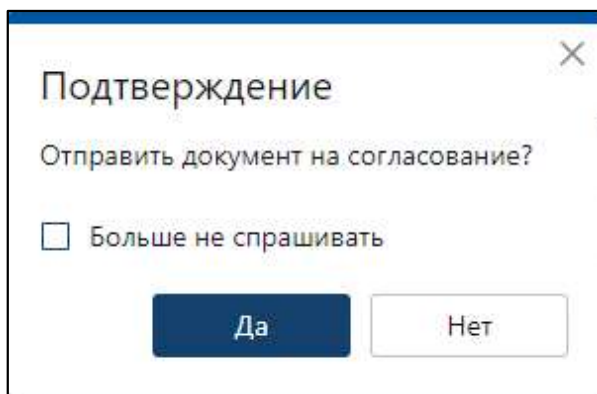 Подтверждение
Отправить документ на согласование?
Больше не спрашивать
Да
Нет